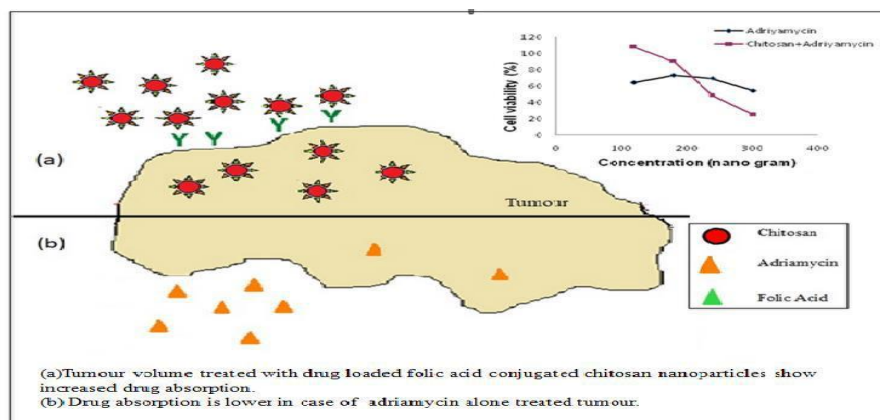 Adriyamycin
Chitosan+Adriyamycin
120
100
80
60
40
20
0
Cell viability (%)
0 100 200 300 400
Concentration (nano gram)
(a)
Tumour
(b)
Chitosan
Adriamycin
Folic Acid
(a)Tumour volume treated with drug loaded folic acid conjugated chitosan nanoparticles show
increased drug absorption.
(b) Drug absorption is lower in case of adriamycin alone treated tumour.